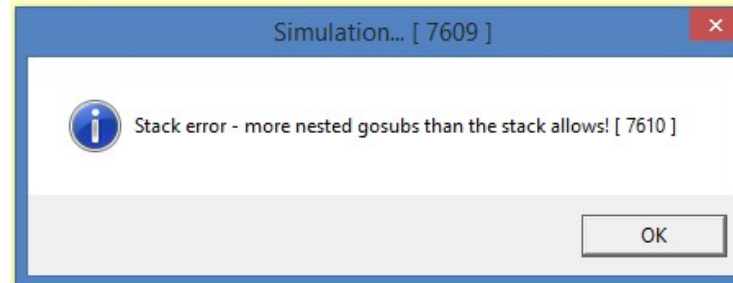 Simulation... [ 7609 ]
Stack error - more nested gosubs than the stack allows! [ 7610 ]
OK